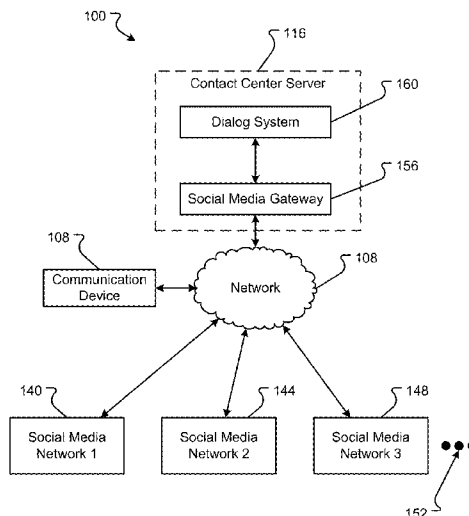 100
116
Contact Center Server
160
Dialog System
156
Social Media Gateway
108
108
Communication
Device
Network
140
144
148
Social Media
Network 1
Social Media
Network 2
Social Media
Network 3
152